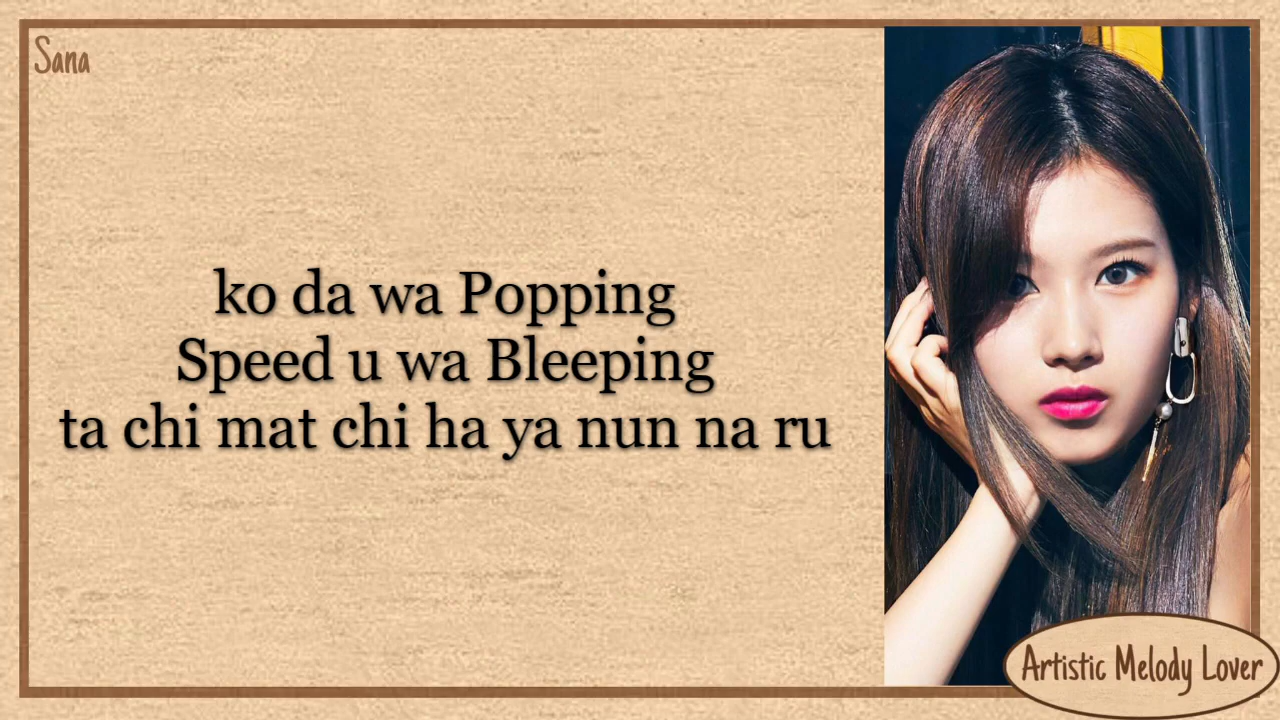 Sana
ko da wa Popping
Speed u wa Bleeping
ta chi mat chi ha ya nun na ru
Artistic Melody Lover